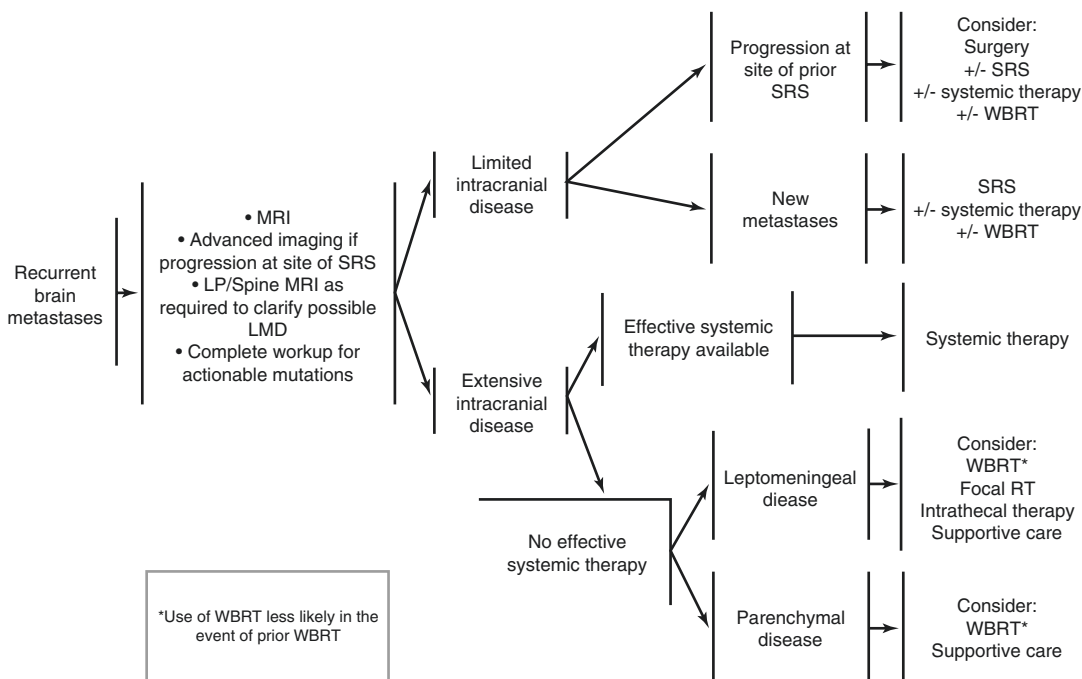 Recurrent
brain
metastases
• MRI
• Advanced imaging if
progression at site of SRS
• LP/Spine MRI as
required to clarify possible
LMD
• Complete workup for
actionable mutations
Limited
intracranial
disease
Progression at
site of prior
SRS
Consider:
Surgery
+/- SRS
+/- systemic therapy
+/- WBRT
New
metastases
SRS
+/- systemic therapy
+/- WBRT
Extensive
intracranial
disease
Effective systemic
therapy available
Systemic therapy
No effective
systemic therapy
Leptomeningeal
disease
Consider:
WBRT*
Focal RT
Intrathecal therapy
Supportive care
Parenchymal
disease
Consider:
WBRT*
Supportive care
*Use of WBRT less likely in the
event of prior WBRT